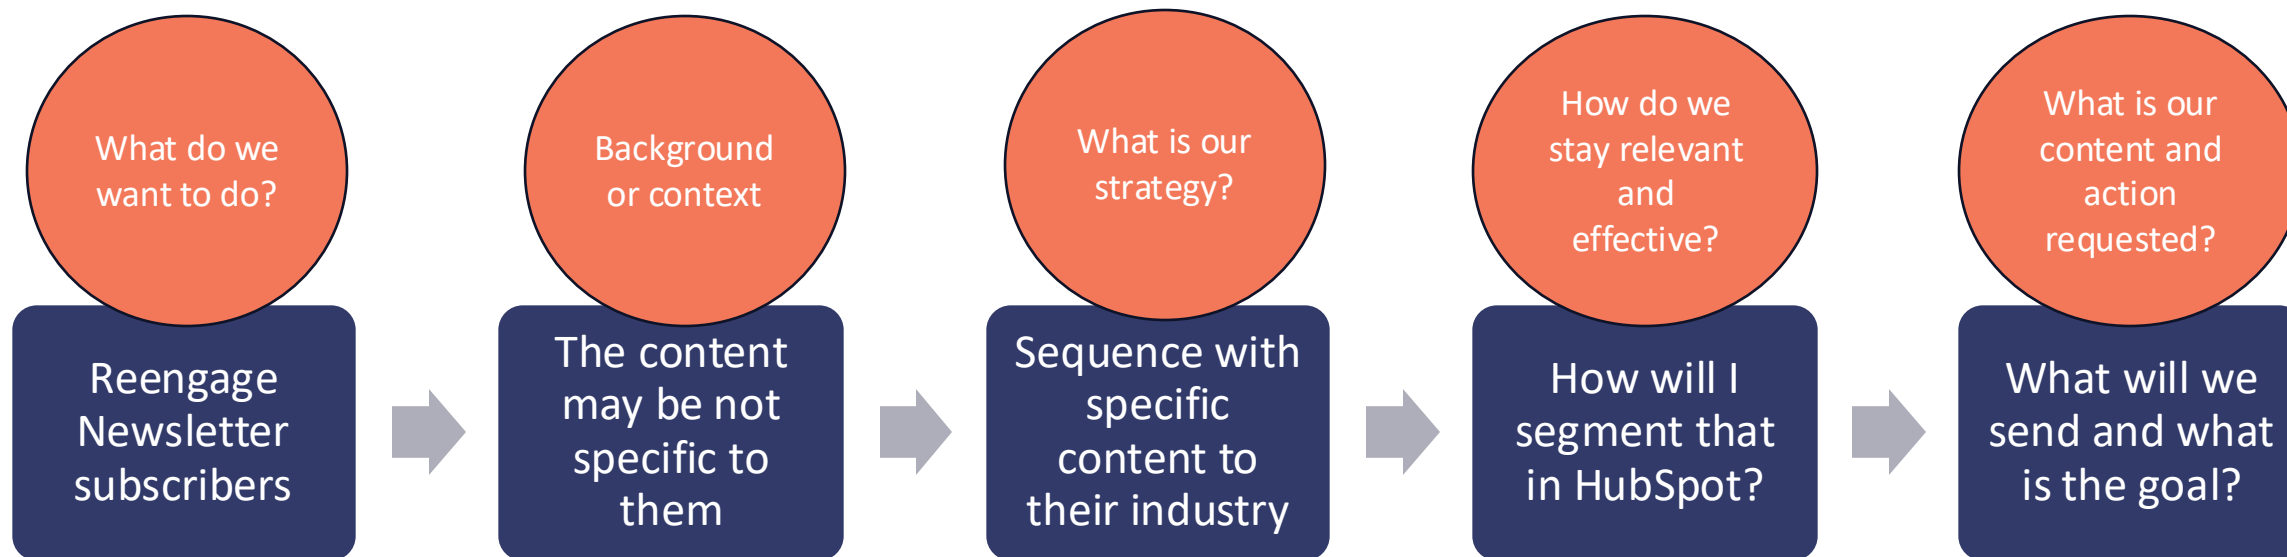 What do we
want to do?
Reengage
Newsletter
subscribers
Background
or context
The content
may be not
specific to
them
What is our
strategy?
Sequence with
specific
content to
their industry
How do we
stay relevant
and
effective?
How will I
segment that
in HubSpot?
What is our
content and
action
requested?
What will we
send and what
is the goal?